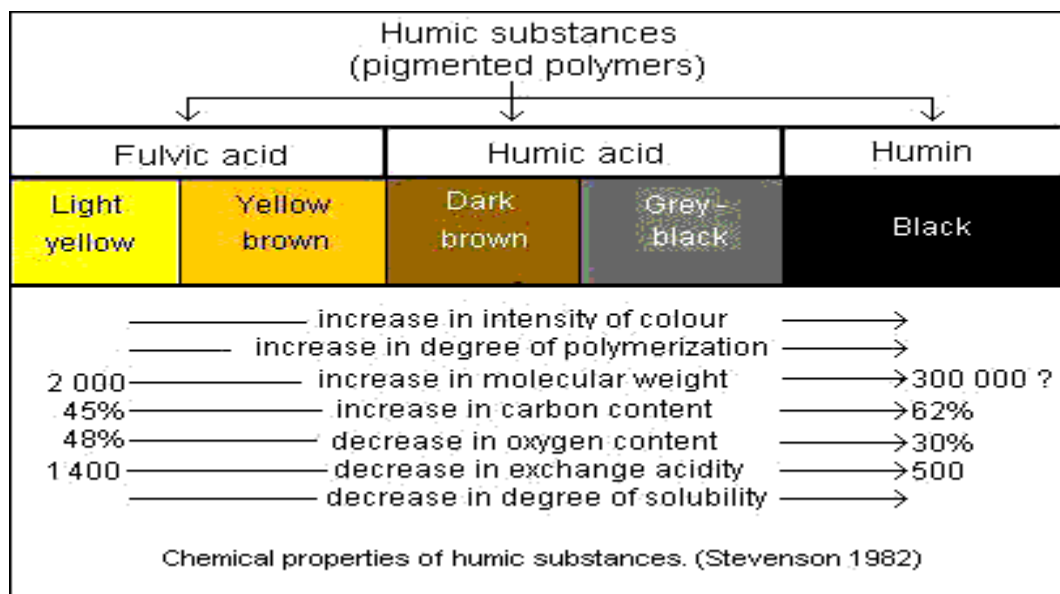 Humic substances
(pigmented polymers)
Fulvic acid Humic acid Humin
Light yellow Yellow brown Dark brown Grey-black Black
increase in intensity of colour
increase in degree of polymerization
2 000 increase in molecular weight 300 000 ?
45% increase in carbon content 62%
48% decrease in oxygen content 30%
1 400 decrease in exchange acidity 500
decrease in degree of solubility
Chemical properties of humic substances. (Stevenson 1982)